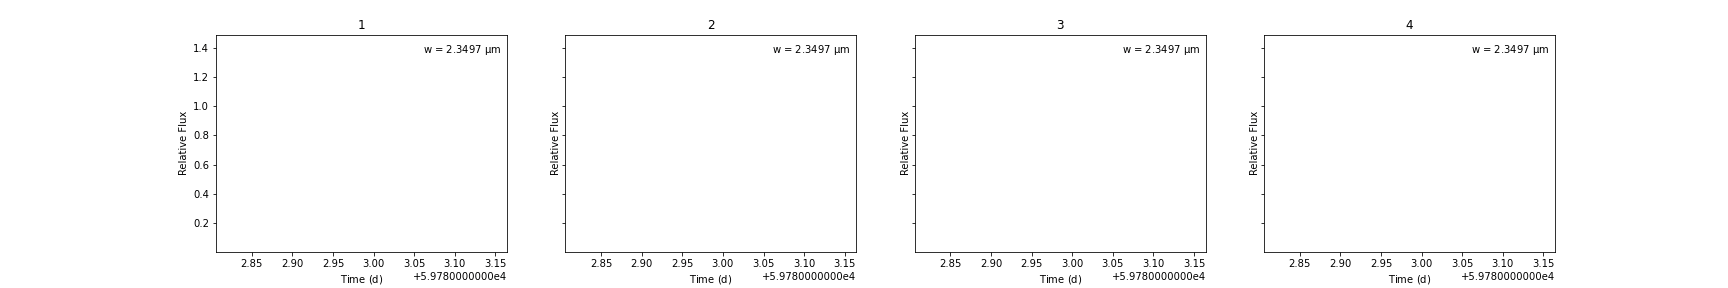 1 2 3 4
w = 2.3497 µm w = 2.3497 µm w = 2.3497 µm w = 2.3497 µm
1.4
1.2
1.0
0.8
0.6
0.4
0.2
Relative Flux Relative Flux Relative Flux Relative Flux
2.85 2.90 2.95 3.00 3.05 3.10 3.15 2.85 2.90 2.95 3.00 3.05 3.10 3.15 2.85 2.90 2.95 3.00 3.05 3.10 3.15 2.85 2.90 2.95 3.00 3.05 3.10 3.15
Time (d) +5.9780000000e4 Time (d) +5.9780000000e4 Time (d) +5.9780000000e4 Time (d) +5.9780000000e4